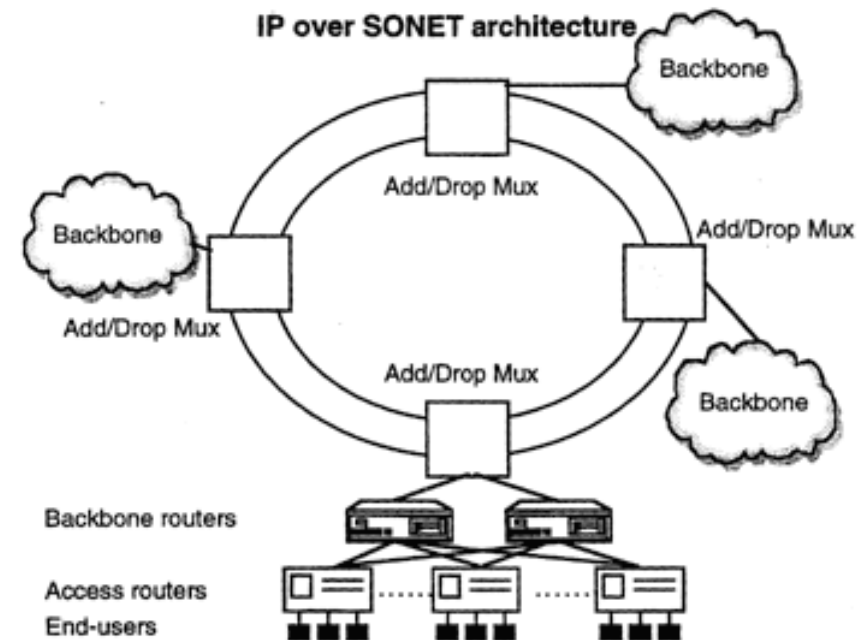 IP over SONET architecture
Backbone
Add/Drop Mux
Add/Drop Mux
Backbone
Add/Drop Mux
Add/Drop Mux
Backbone
Backbone routers
Access routers
End-users